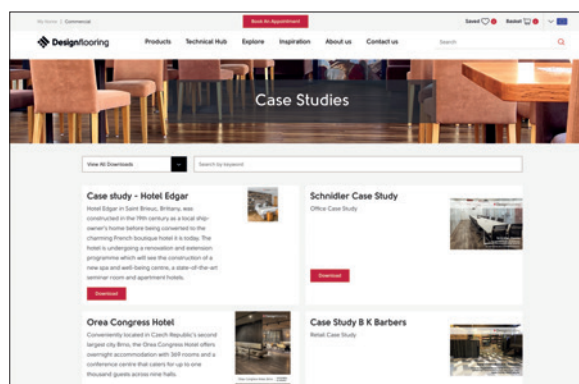 My Home | Commercial
Book An Appointment
Saved
Basket
Designflooring
Products
Technical Hub
Explore
Inspiration
About us
Contact us
Search
Case Studies
View All Downloads
Search by keyword
Case study - Hotel Edgar
Hotel Edgar in Saint Brieuc, Brittany, was
constructed in the 19th century as a local ship-
owner's home before being converted to the
charming French boutique hotel it is today. The
hotel is undergoing a renovation and extension
programme which will see the construction of a
new spa and well-being centre, a state-of-the-art
seminar room and apartment hotels.
Download
Schnidler Case Study
Office Case Study
Download
Orea Congress Hotel
Conveniently located in Czech Republic's second
largest city Brno, the Orea Congress Hotel offers
overnight accommodation with 369 rooms and a
conference centre that caters for up to one
thousand guests across nine halls.
Case Study B K Barbers
Retail Case Study